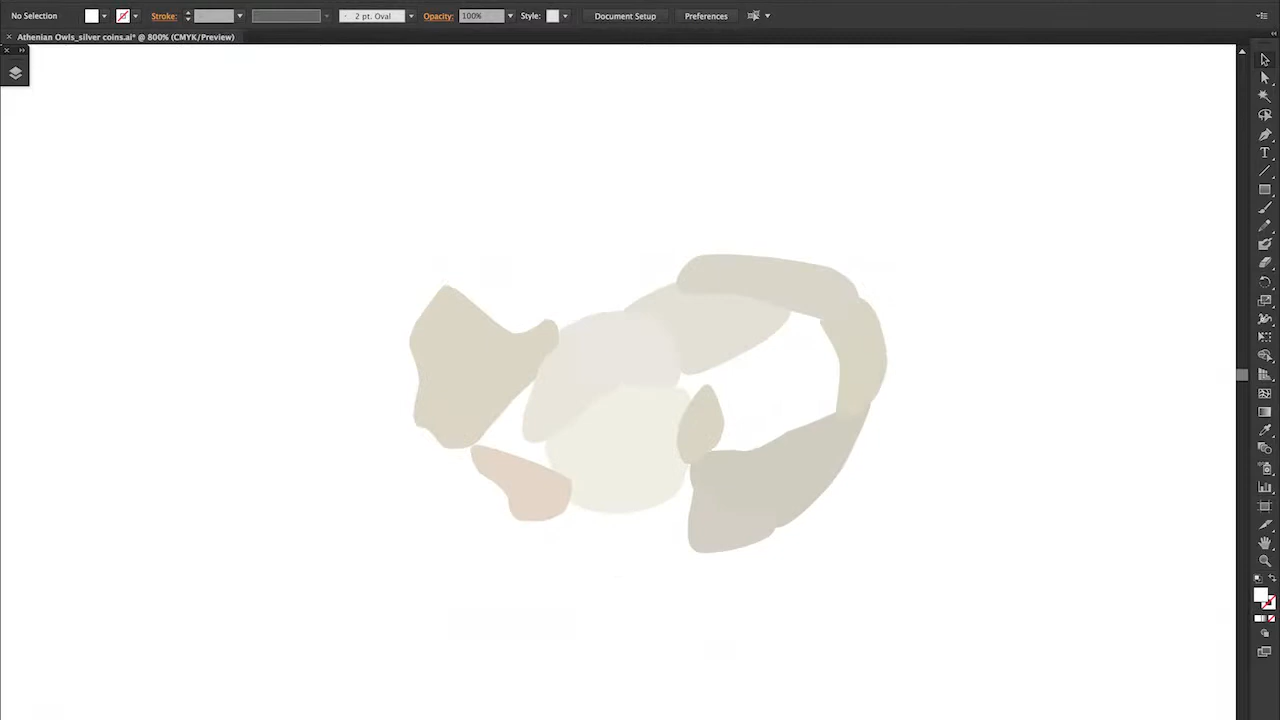 No Selection Stroke: 2 pt. Oval Opacity: 100% Style: Document Setup Preferences
Athenian Owls_silver coins.ai* @ 800% (CMYK/Preview)